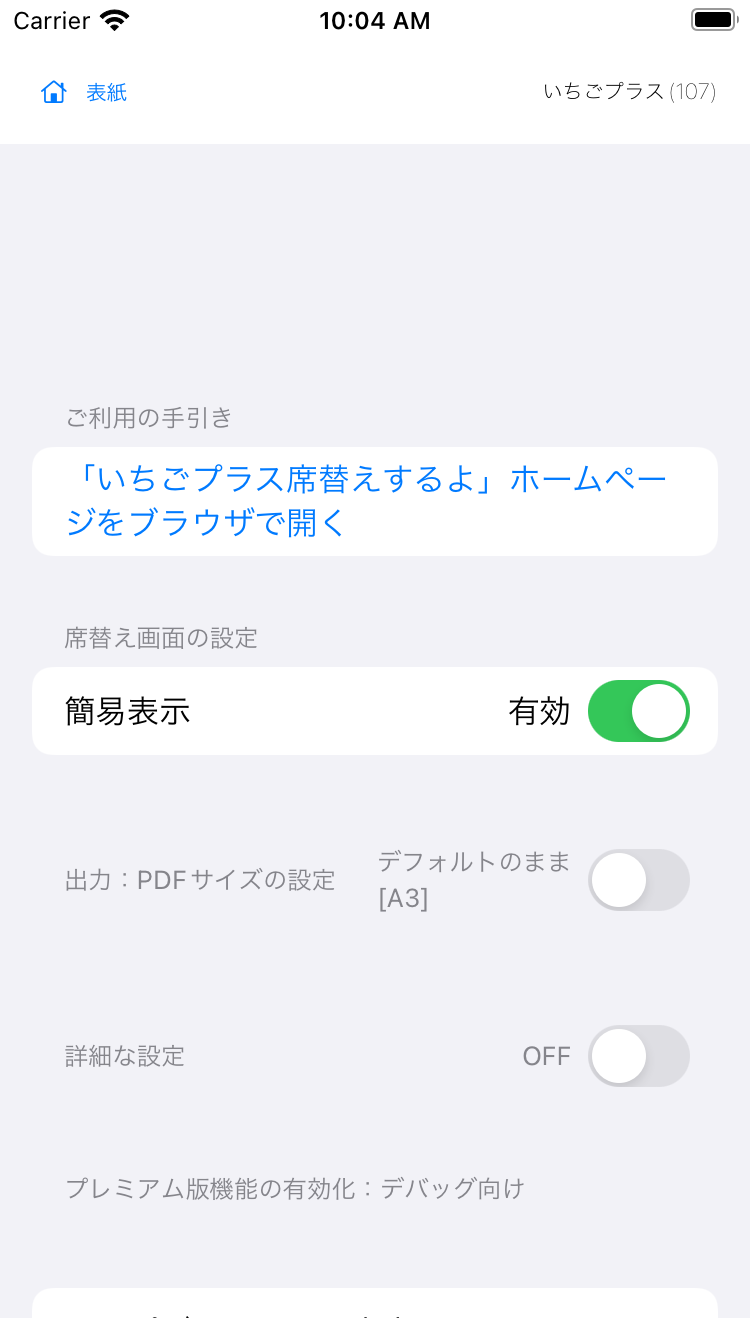 Carrier 10:04 AM
表紙 いちごプラス(107)
ご利用の手引き
「いちごプラス席替えするよ」ホームペー
ジをブラウザで開く
席替え画面の設定
簡易表示 有効
出力：PDFサイズの設定 デフォルトのまま
[A3]
詳細な設定 OFF
プレミアム版機能の有効化：デバッグ向け